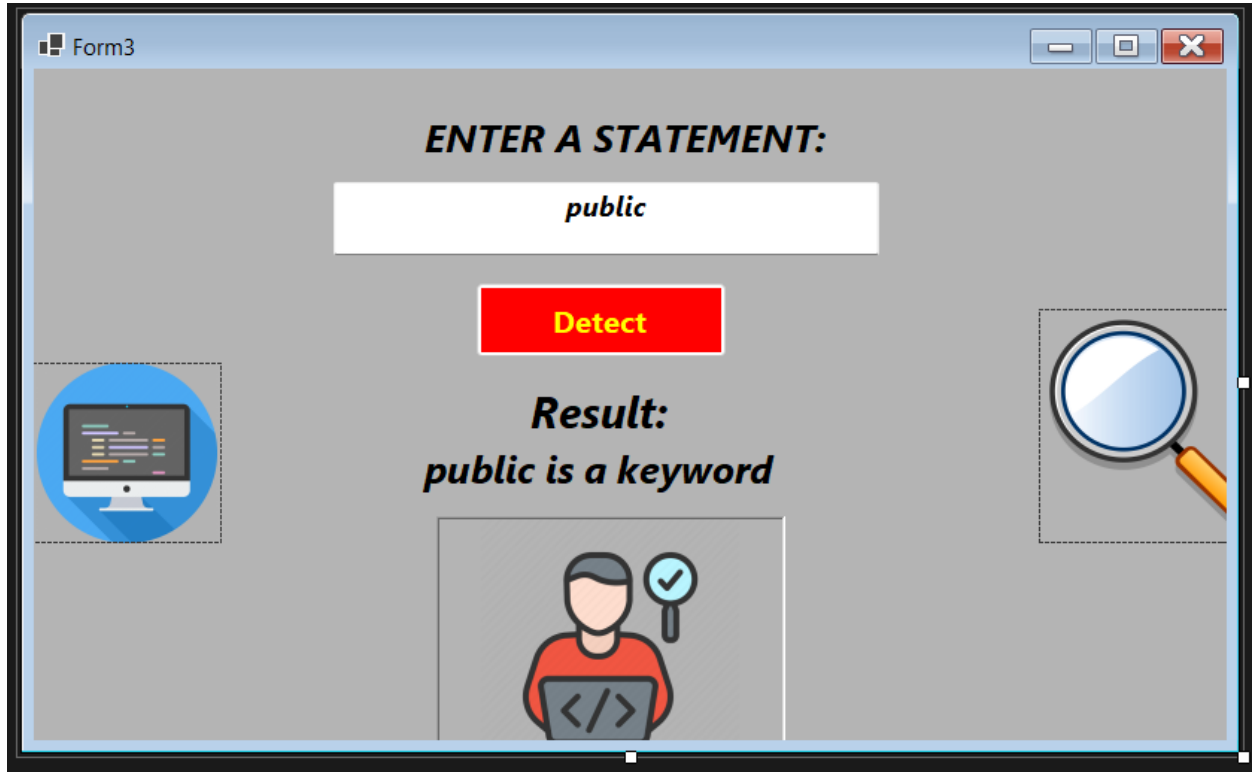 Form3
ENTER A STATEMENT:
public
Detect
Result:
public is a keyword
</>